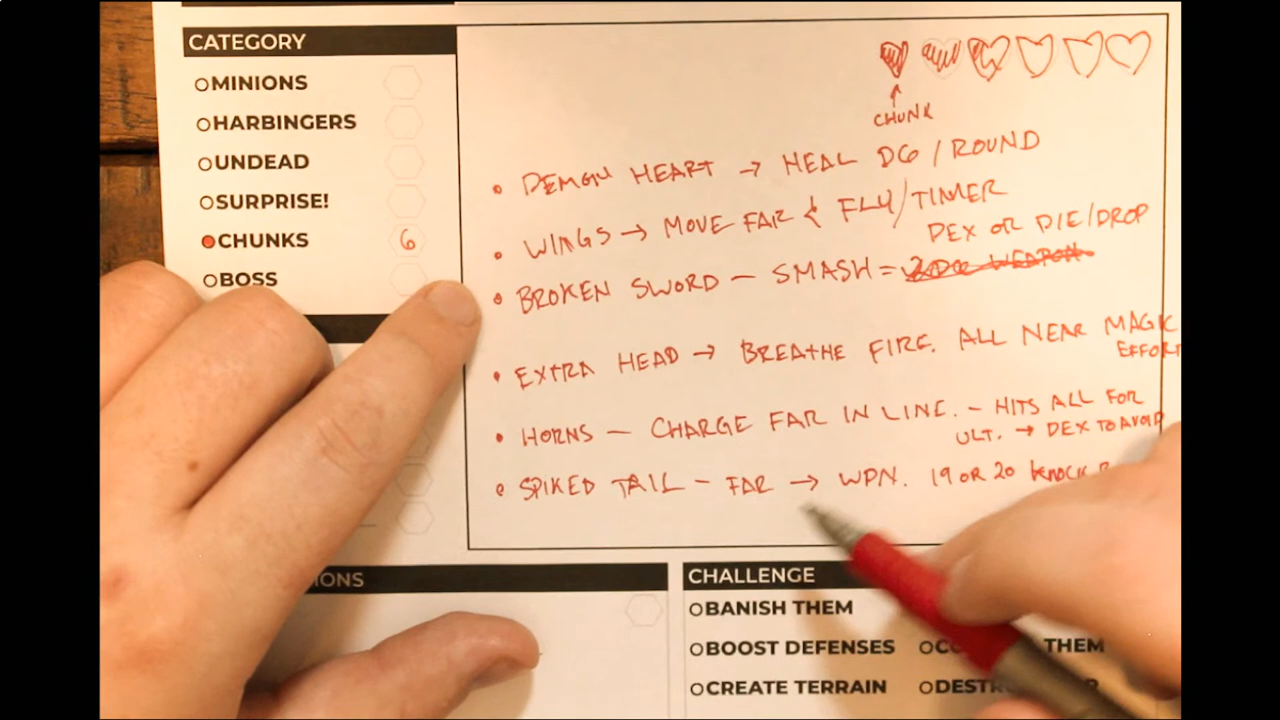 CATEGORY
MINIONS
HARBINGERS
UNDEAD
SURPRISE!
CHUNKS 6
BOSS
CHUNK
• DEMON HEART → HEAL D6 / ROUND
• WINGS → MOVE FAR & FLY / TIMER
DEX OR DIE/DROP
• BROKEN SWORD — SMASH =
• EXTRA HEAD → BREATHE FIRE. ALL NEAR MAGIC
EFFORT
• HORNS — CHARGE FAR IN LINE. — HITS ALL FOR
ULT. → DEX TO AVOID
• SPIKED TAIL — FAR → WPN. 19 OR 20
IONS
CHALLENGE
BANISH THEM
BOOST DEFENSES
THEM
CREATE TERRAIN